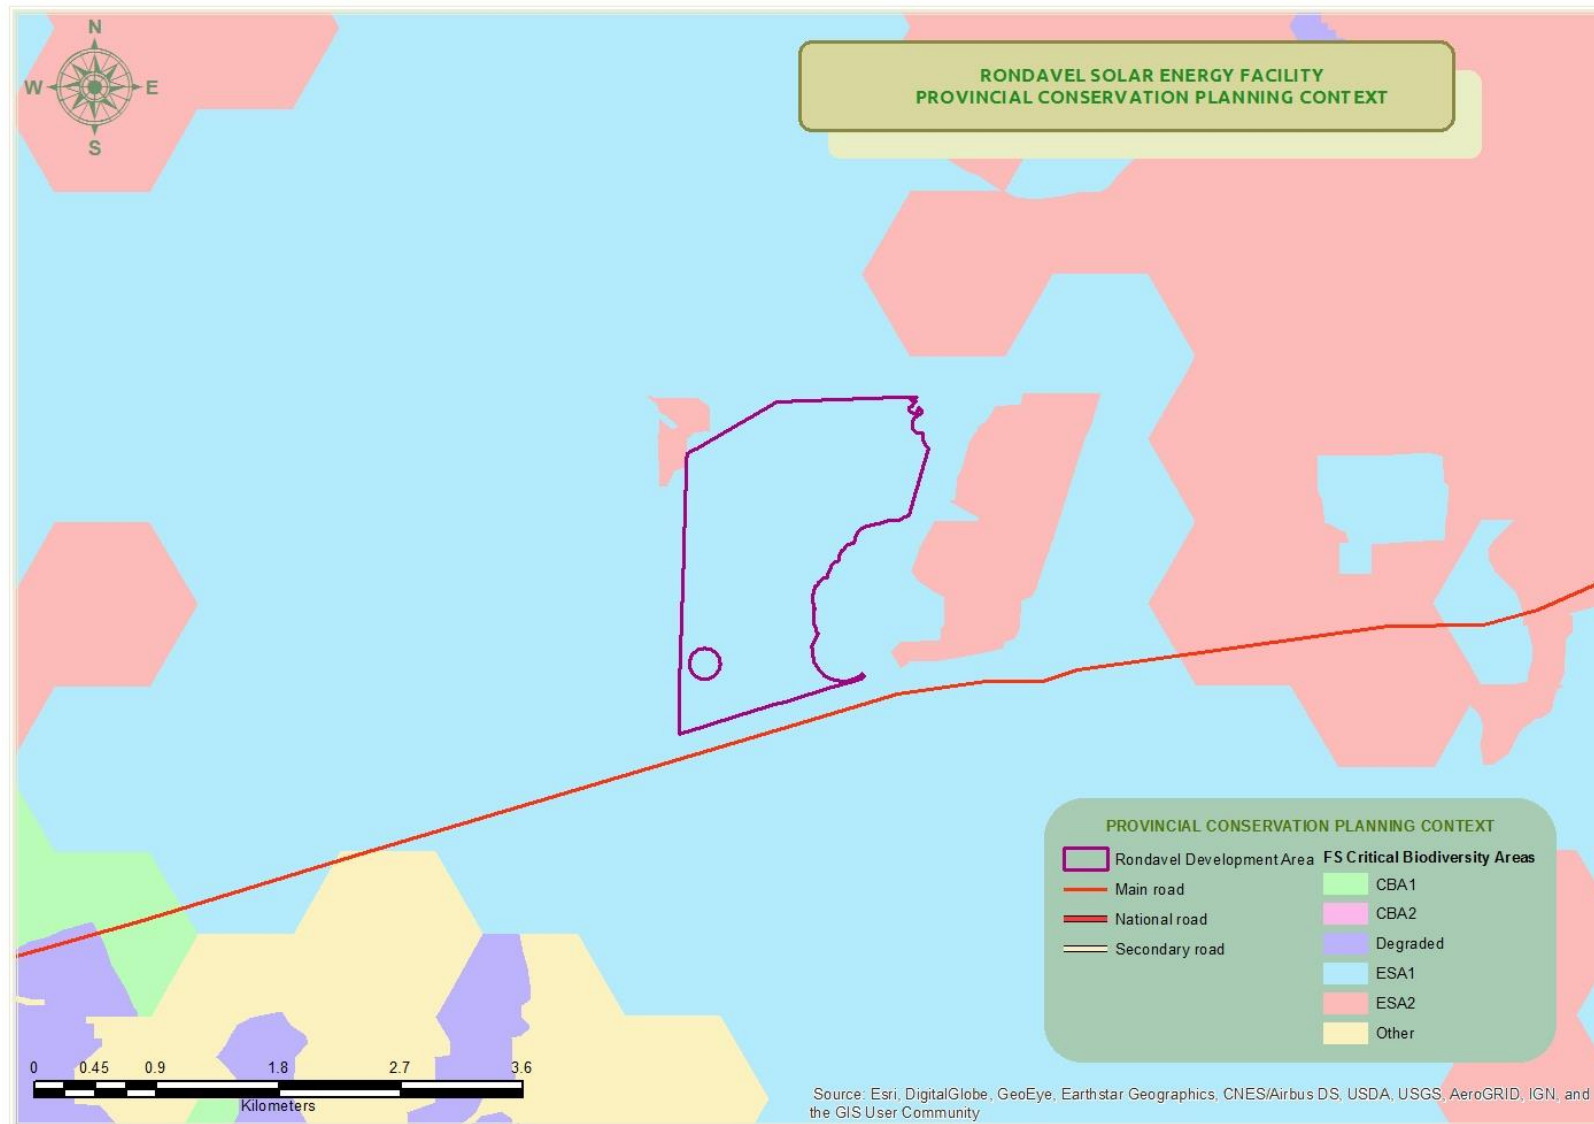 N
W E
S
RONDAVEL SOLAR ENERGY FACILITY
PROVINCIAL CONSERVATION PLANNING CONTEXT
PROVINCIAL CONSERVATION PLANNING CONTEXT
Rondavel Development Area
Main road
National road
Secondary road
FS Critical Biodiversity Areas
CBA1
CBA2
Degraded
ESA1
ESA2
Other
0 0.45 0.9 1.8 2.7 3.6
Kilometers
Source: Esri, DigitalGlobe, GeoEye, Earthstar Geographics, CNES/Airbus DS, USDA, USGS, AeroGRID, IGN, and
the GIS User Community